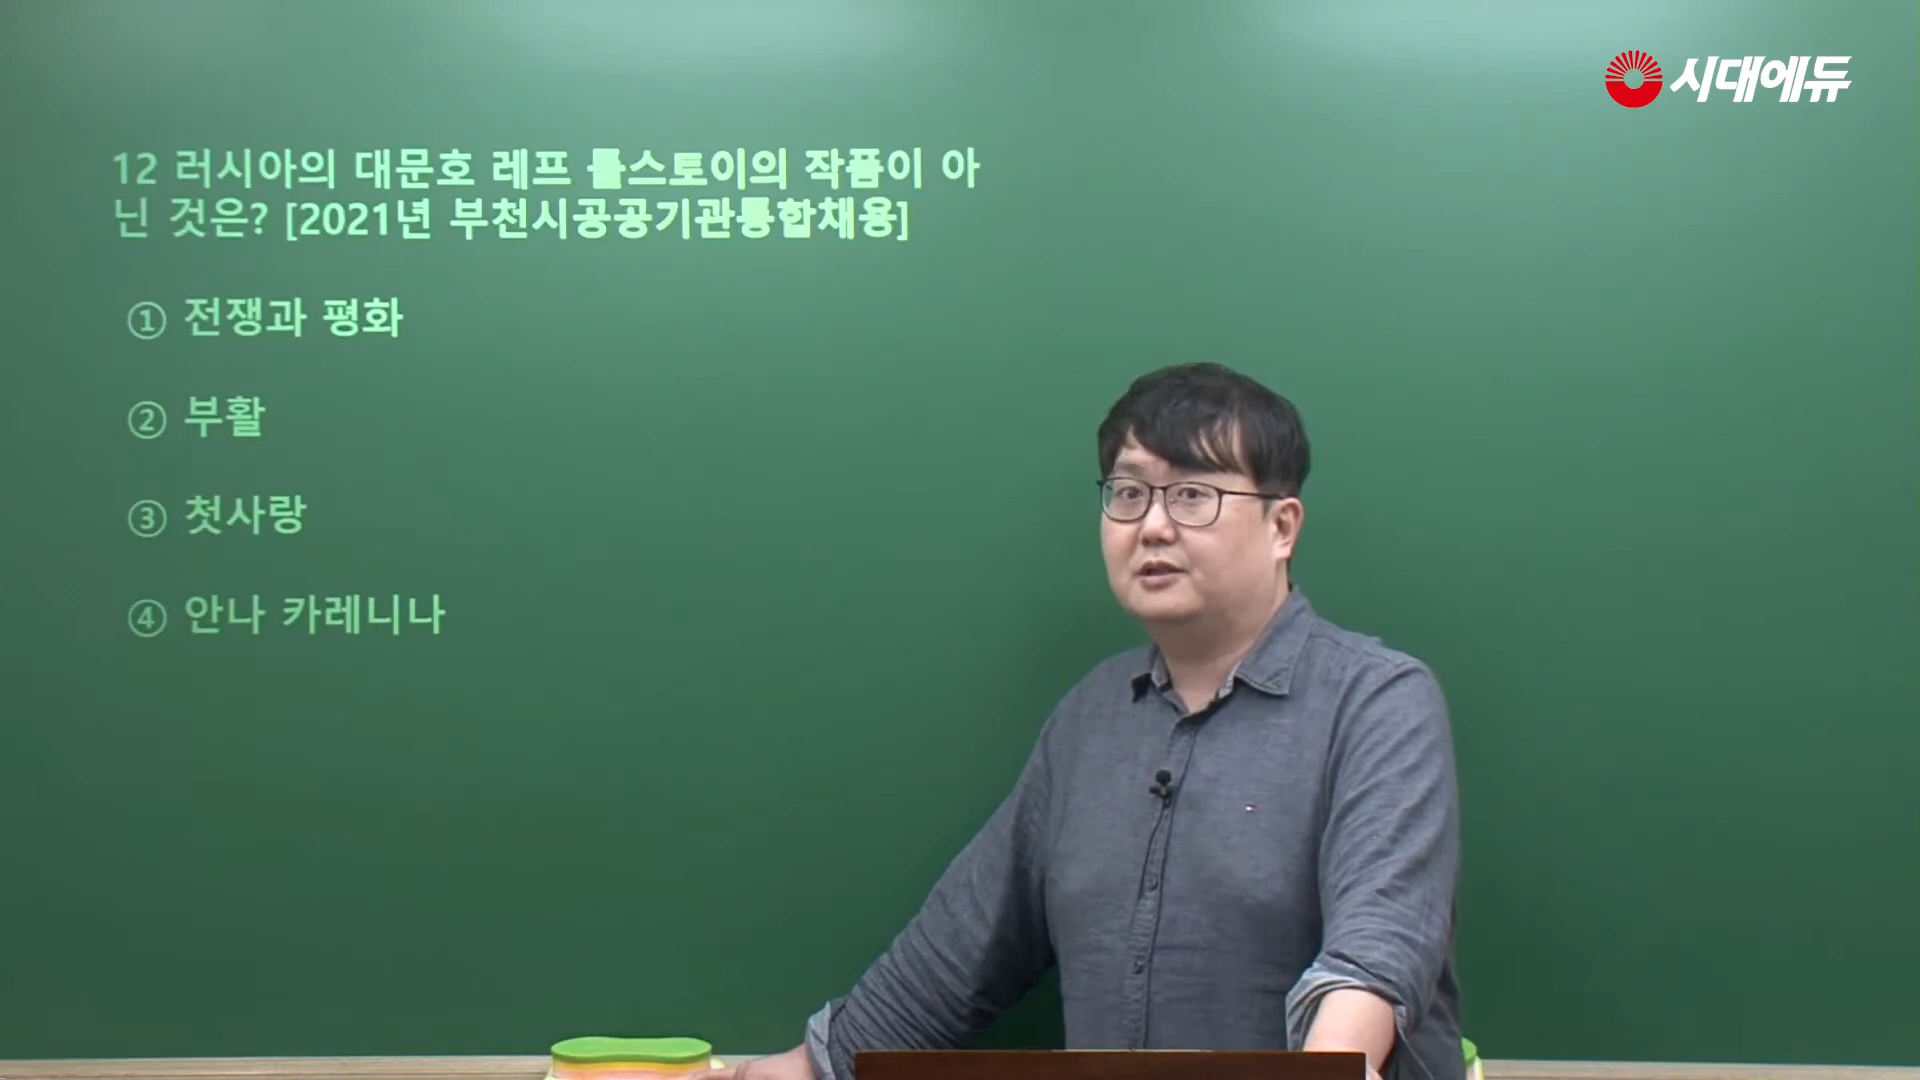 시대에듀
12 러시아의 대문호 레프 톨스토이의 작품이 아
닌 것은? [2021년 부천시공공기관통합채용]
① 전쟁과 평화
② 부활
③ 첫사랑
④ 안나 카레니나